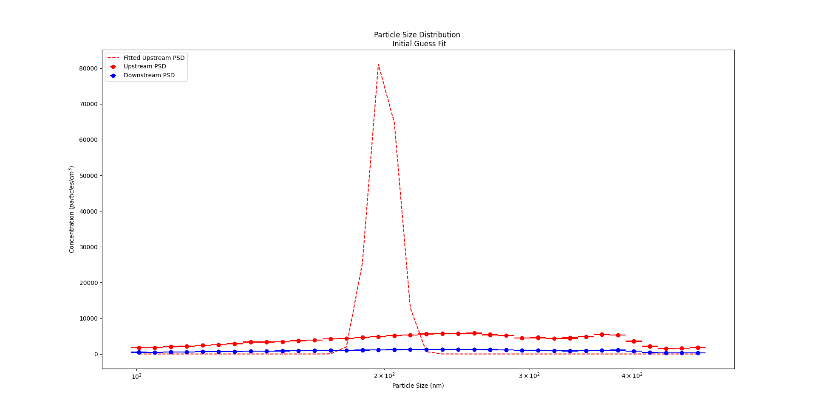 Particle Size Distribution
Initial Guess Fit
Fitted Upstream PSD
Upstream PSD
Downstream PSD
80000
70000
60000
50000
40000
30000
20000
10000
0
Concentration (particles/cm³)
10²
2 × 10²
3 × 10²
4 × 10²
Particle Size (nm)